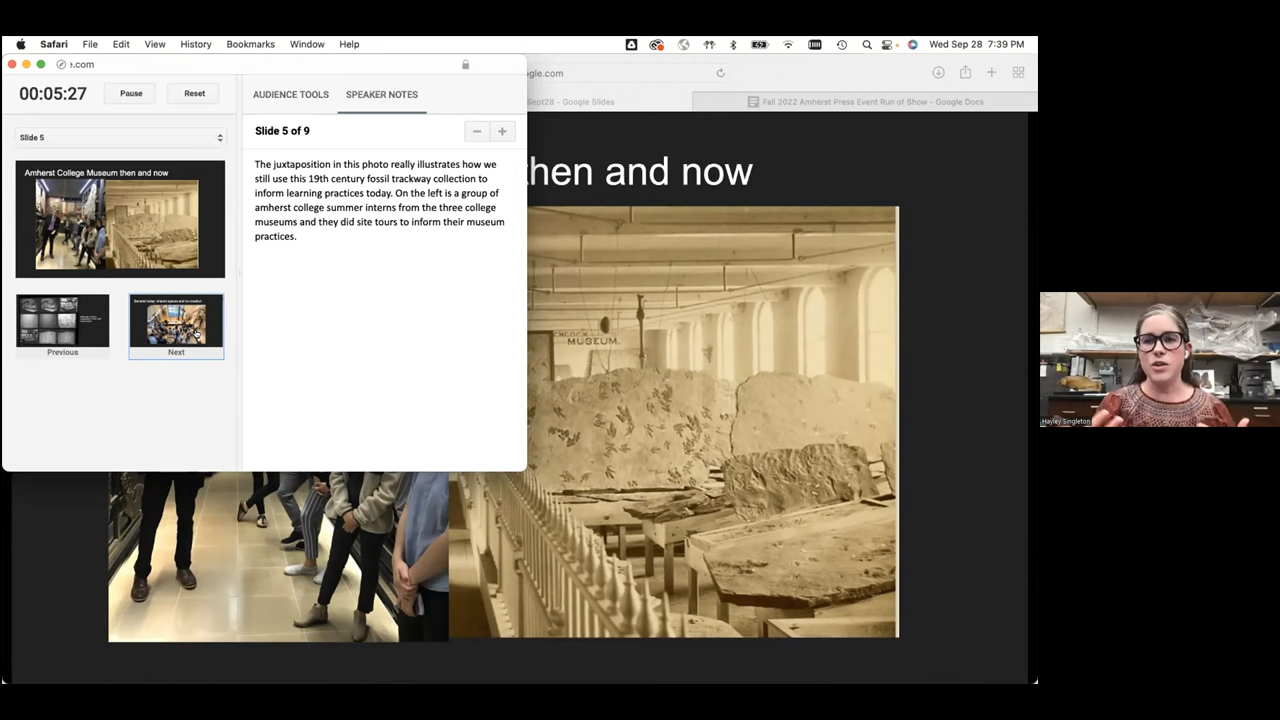 Safari File Edit View History Bookmarks Window Help Wed Sep 28 7:39 PM
gle.com
Sept28 - Google Slides
Fall 2022 Amherst Press Event Run of Show - Google Docs
00:05:27
Pause
Reset
AUDIENCE TOOLS
SPEAKER NOTES
Slide 5
Slide 5 of 9
The juxtaposition in this photo really illustrates how we
still use this 19th century fossil trackway collection to
inform learning practices today. On the left is a group of
amherst college summer interns from the three college
museums and they did site tours to inform their museum
practices.
Amherst College Museum then and now
Previous
Next
then and now
MUSEUM.
Hayley Singleton